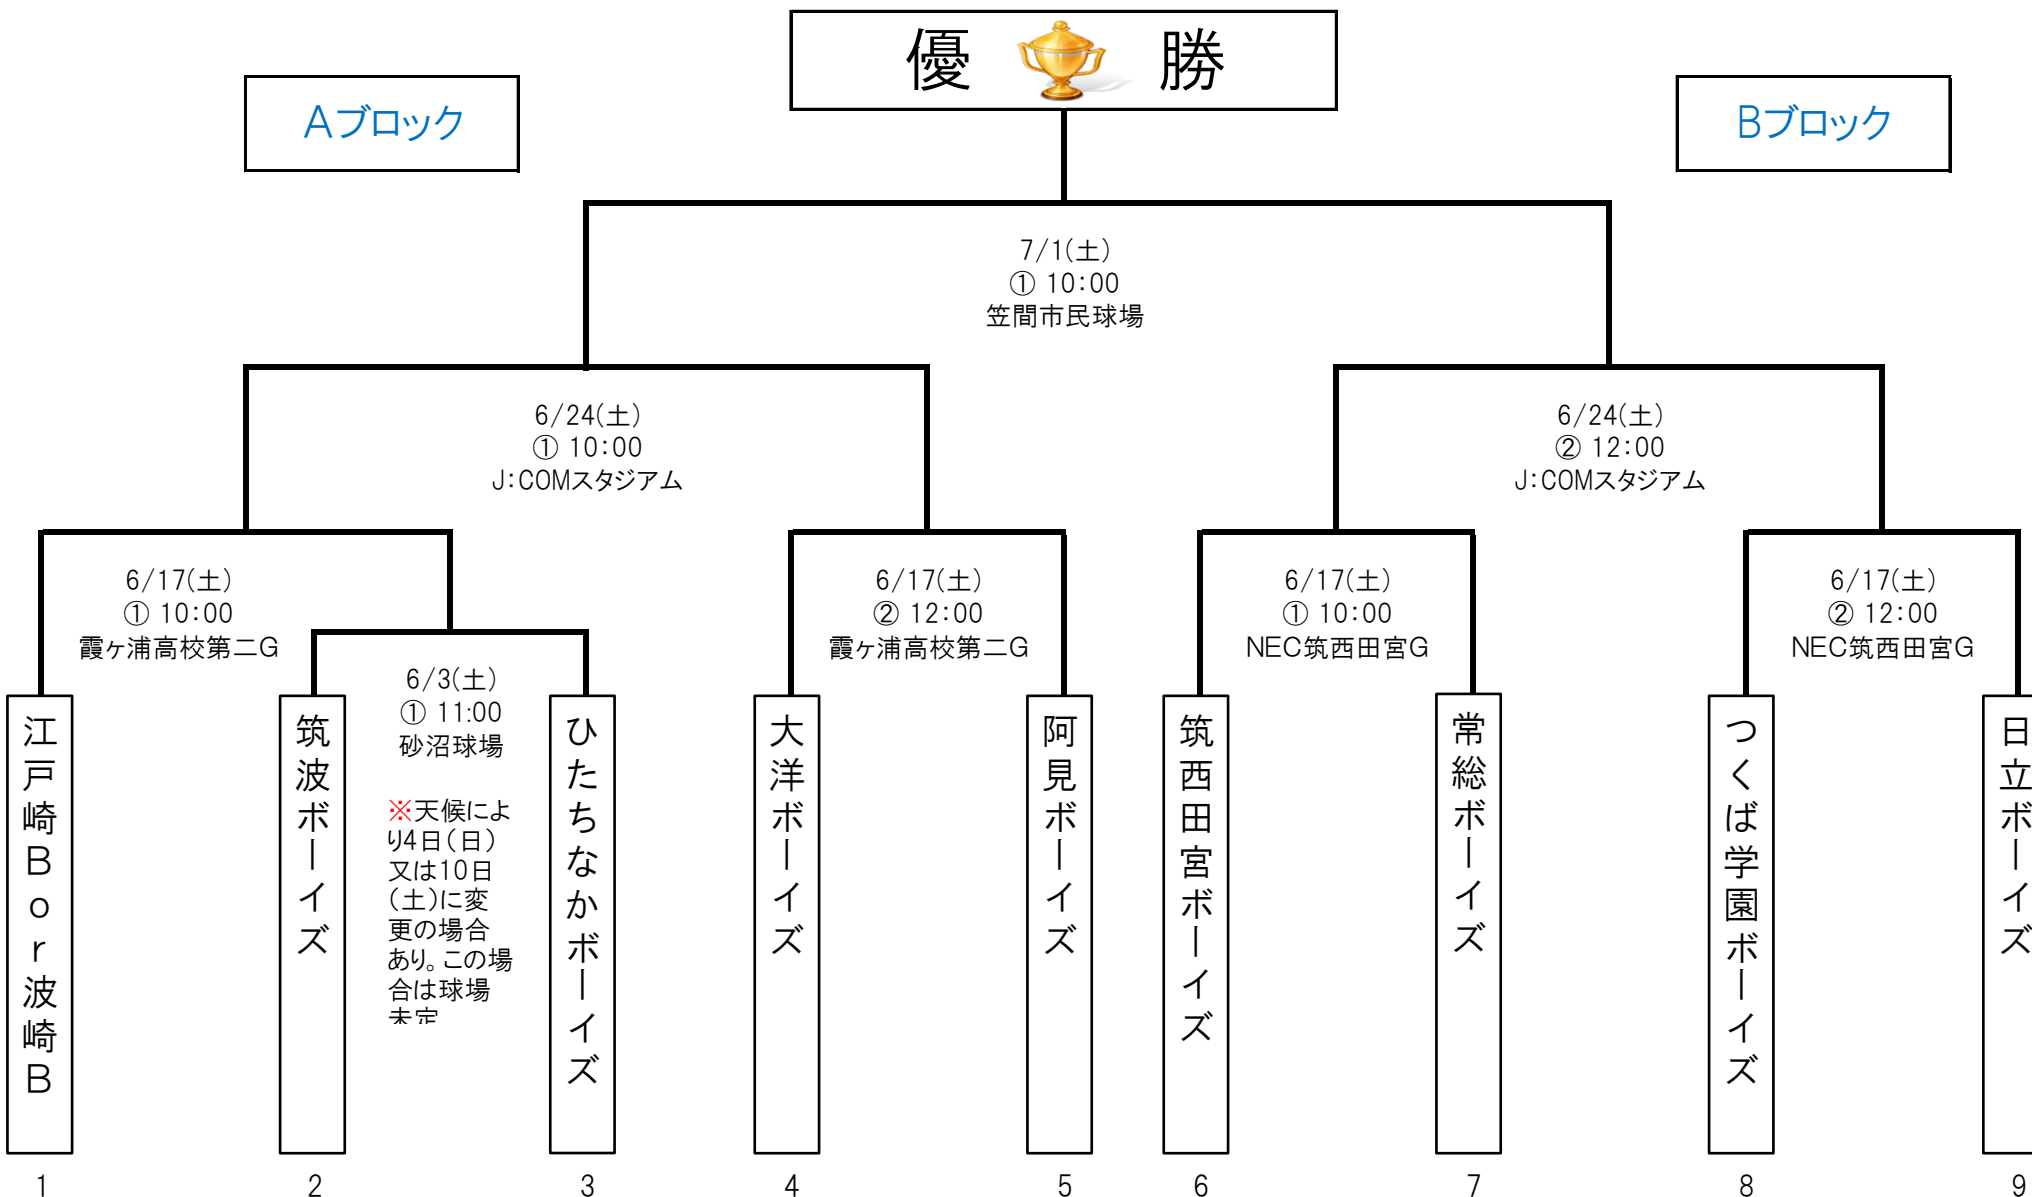 優 勝
Aブロック
Bブロック
7/1(土)
① 10:00
笠間市民球場
6/24(土)
① 10:00
J:COMスタジアム
6/24(土)
② 12:00
J:COMスタジアム
6/17(土)
① 10:00
霞ヶ浦高校第二G
6/17(土)
② 12:00
霞ヶ浦高校第二G
6/17(土)
① 10:00
NEC筑西田宮G
6/17(土)
② 12:00
NEC筑西田宮G
6/3(土)
① 11:00
砂沼球場
※天候によ
り4日(日)
又は10日
(土)に変
更の場合
あり。この場
合は球場
未定
江戸崎Bor波崎B
筑波ボーイズ
ひたちなかボーイズ
大洋ボーイズ
阿見ボーイズ
筑西田宮ボーイズ
常総ボーイズ
つくば学園ボーイズ
日立ボーイズ
1
2
3
4
5
6
7
8
9